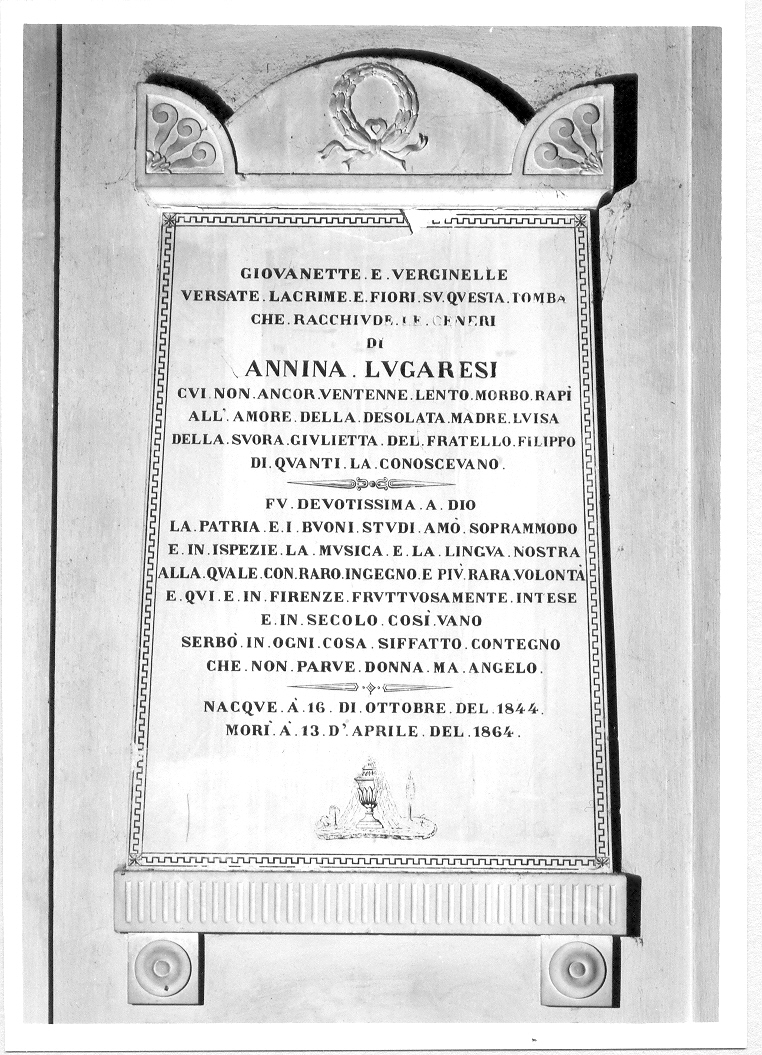 GIOVANETTE . E . VERGINELLE
VERSATE . LACRIME . E . FIORI . SV . QVESTA . TOMBA
CHE . RACCHIVDE . LE . CENERI
DI
ANNINA . LVGARESI
CVI . NON . ANCOR . VENTENNE . LENTO . MORBO . RAPÌ
ALL' . AMORE . DELLA . DESOLATA . MADRE . LVISA
DELLA . SVORA . GIVLIETTA . DEL . FRATELLO . FILIPPO
DI . QVANTI . LA . CONOSCEVANO .
FV . DEVOTISSIMA . A . DIO
LA . PATRIA . E . I . BVONI . STVDI . AMÒ . SOPRAMMODO
E . IN . ISPEZIE . LA . MVSICA . E . LA . LINGVA . NOSTRA
ALLA . QVALE . CON . RARO . INGEGNO . E PIV̀ . RARA . VOLONTÀ
E . QVI . E . IN . FIRENZE . FRVTTVOSAMENTE . INTESE
E . IN . SECOLO . COSÌ . VANO
SERBÒ . IN . OGNI . COSA . SIFFATTO . CONTEGNO
CHE . NON . PARVE . DONNA . MA . ANGELO .
NACQVE . À . 16 . DI . OTTOBRE . DEL . 1844 .
MORÌ . À . 13 . D' . APRILE . DEL . 1864 .